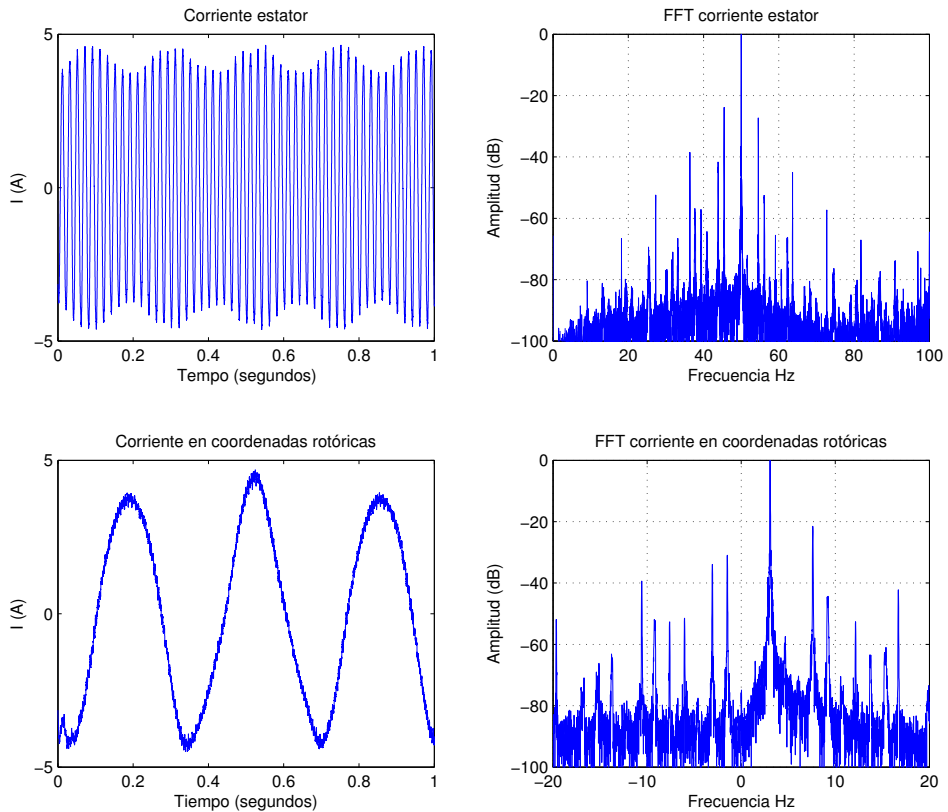 Corriente estator
5
0
−5
I (A)
0 0.2 0.4 0.6 0.8 1
Tempo (segundos)
FFT corriente estator
0
−20
−40
−60
−80
−100
Amplitud (dB)
0 20 40 60 80 100
Frecuencia Hz
Corriente en coordenadas rotóricas
5
0
−5
I (A)
0 0.2 0.4 0.6 0.8 1
Tiempo (segundos)
FFT corriente en coordenadas rotóricas
0
−20
−40
−60
−80
−100
Amplitud (dB)
−20 −10 0 10 20
Frecuencia Hz